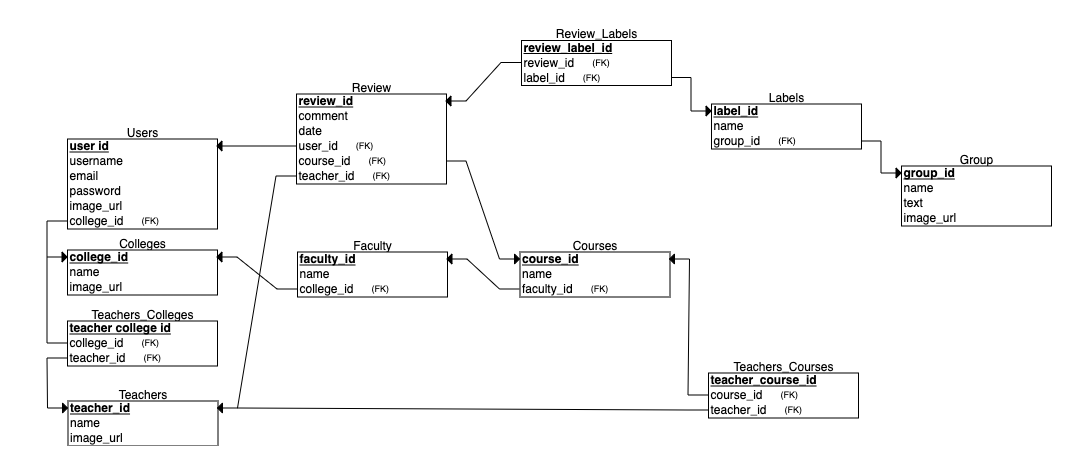 Review_Labels
review_label_id
review_id (FK)
label_id (FK)
Review
review_id
comment
date
user_id (FK)
course_id (FK)
teacher_id (FK)
Labels
label_id
name
group_id (FK)
Users
user id
username
email
password
image_url
college_id (FK)
Group
group_id
name
text
image_url
Colleges
college_id
name
image_url
Faculty
faculty_id
name
college_id (FK)
Courses
course_id
name
faculty_id (FK)
Teachers_Colleges
teacher college id
college_id (FK)
teacher_id (FK)
Teachers_Courses
teacher_course_id
course_id (FK)
teacher_id (FK)
Teachers
teacher_id
name
image_url